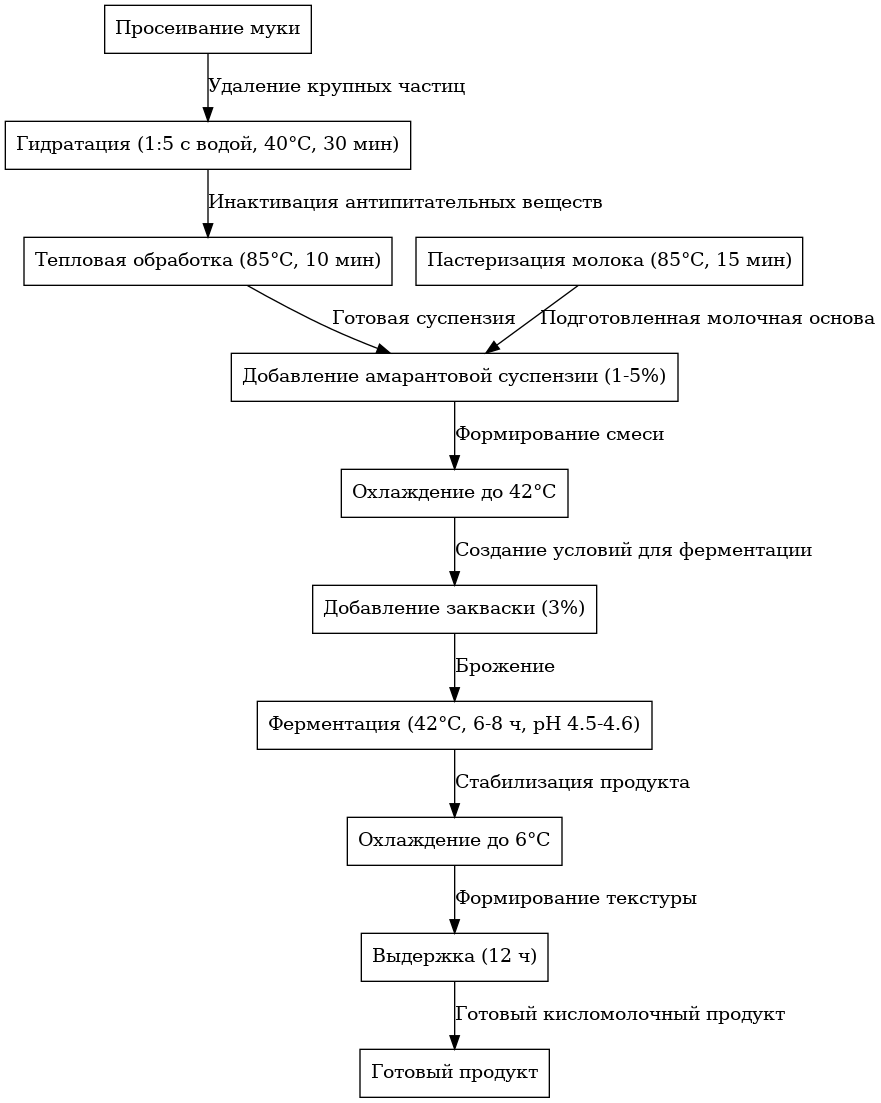 Просеивание муки
Удаление крупных частиц
Гидратация (1:5 с водой, 40°C, 30 мин)
Инактивация антипитательных веществ
Тепловая обработка (85°C, 10 мин)
Пастеризация молока (85°C, 15 мин)
Готовая суспензия
Подготовленная молочная основа
Добавление амарантовой суспензии (1-5%)
Формирование смеси
Охлаждение до 42°C
Создание условий для ферментации
Добавление закваски (3%)
Брожение
Ферментация (42°C, 6-8 ч, pH 4.5-4.6)
Стабилизация продукта
Охлаждение до 6°C
Формирование текстуры
Выдержка (12 ч)
Готовый кисломолочный продукт
Готовый продукт